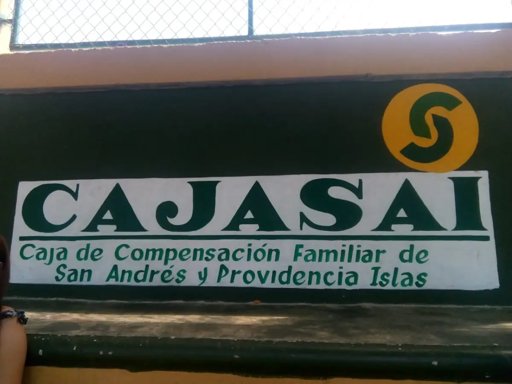 CAJASAI
Caja de Compensación Familiar de
San Andrés y Providencia Islas